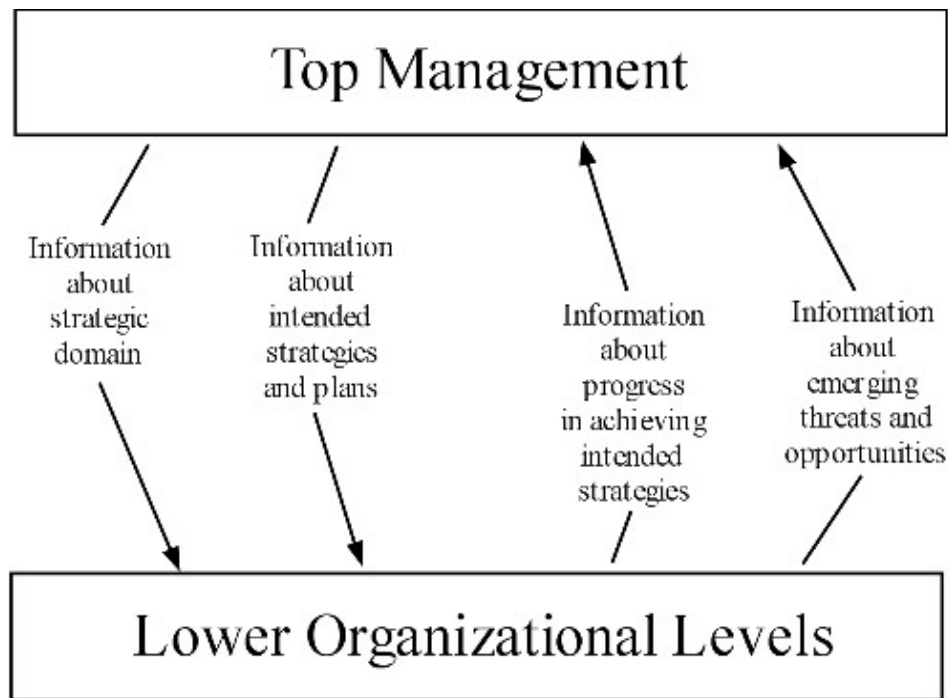 Top Management
Information
about
strategic
domain
Information
about
intended
strategies
and plans
Information
about
progress
in achieving
intended
strategies
Information
about
emerging
threats and
opportunities
Lower Organizational Levels